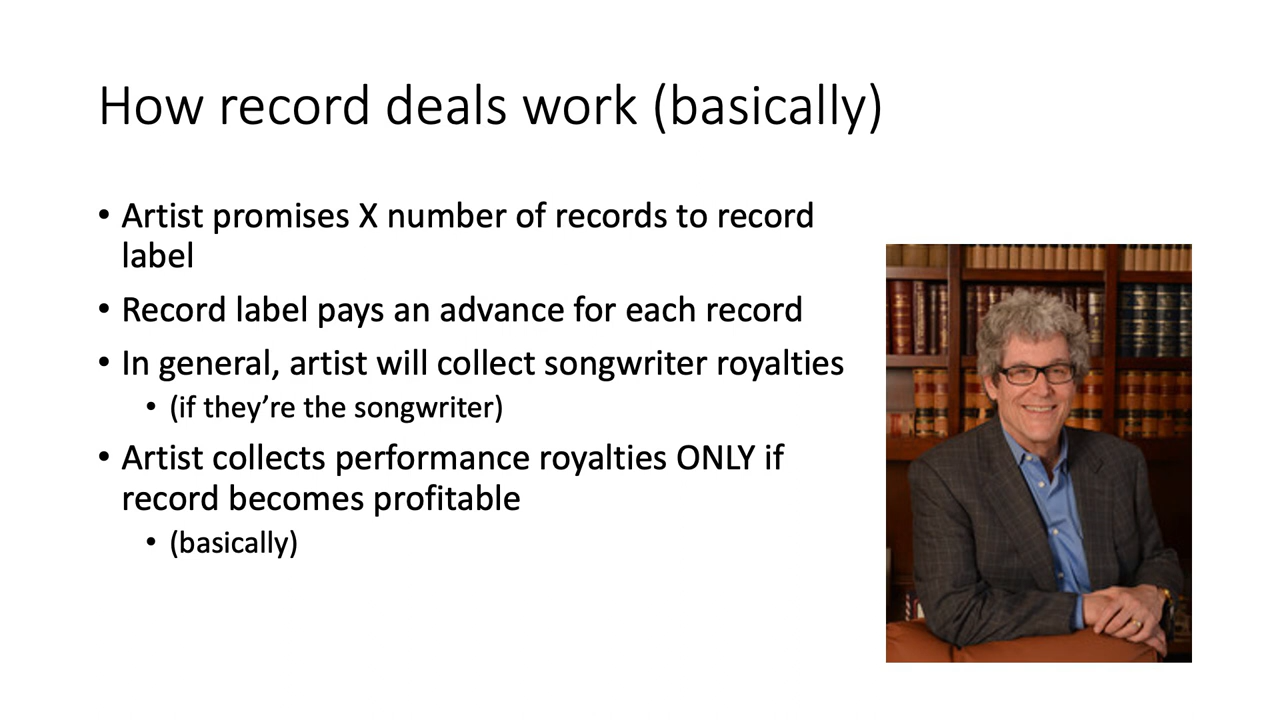 How record deals work (basically)
• Artist promises X number of records to record
label
• Record label pays an advance for each record
• In general, artist will collect songwriter royalties
• (if they’re the songwriter)
• Artist collects performance royalties ONLY if
record becomes profitable
• (basically)